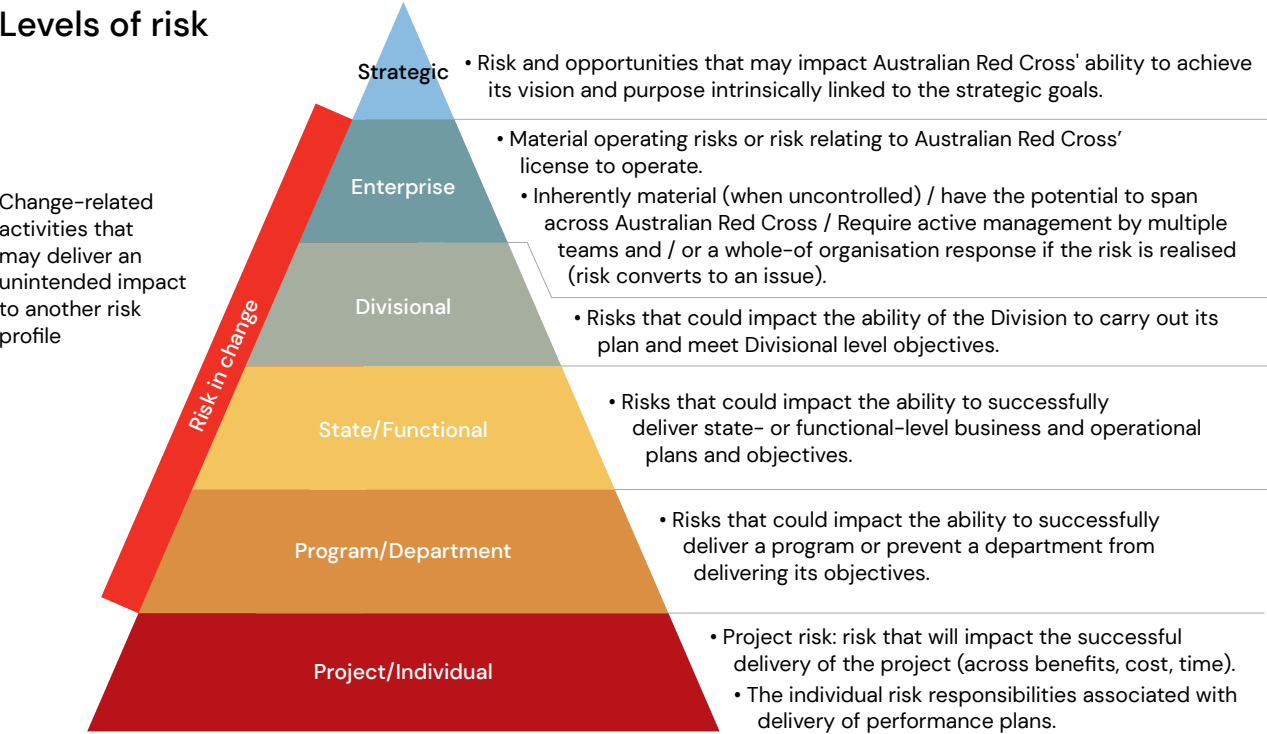 Levels of risk
Strategic
• Risk and opportunities that may impact Australian Red Cross' ability to achieve
its vision and purpose intrinsically linked to the strategic goals.
Enterprise
• Material operating risks or risk relating to Australian Red Cross’
license to operate.
• Inherently material (when uncontrolled) / have the potential to span
across Australian Red Cross / Require active management by multiple
teams and / or a whole-of organisation response if the risk is realised
(risk converts to an issue).
Change-related
activities that
may deliver an
unintended impact
to another risk
profile
Risk in change
Divisional
• Risks that could impact the ability of the Division to carry out its
plan and meet Divisional level objectives.
State/Functional
• Risks that could impact the ability to successfully
deliver state- or functional-level business and operational
plans and objectives.
Program/Department
• Risks that could impact the ability to successfully
deliver a program or prevent a department from
delivering its objectives.
Project/Individual
• Project risk: risk that will impact the successful
delivery of the project (across benefits, cost, time).
• The individual risk responsibilities associated with
delivery of performance plans.